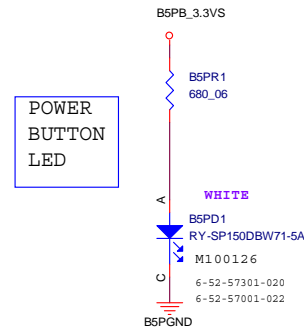 B5PB_3.3VS
B5PR1
680_06
POWER
BUTTON
LED
A
WHITE
B5PD1
RY-SP150DBW71-5A
M100126
C
6-52-57301-020
6-52-57001-022
B5PGND